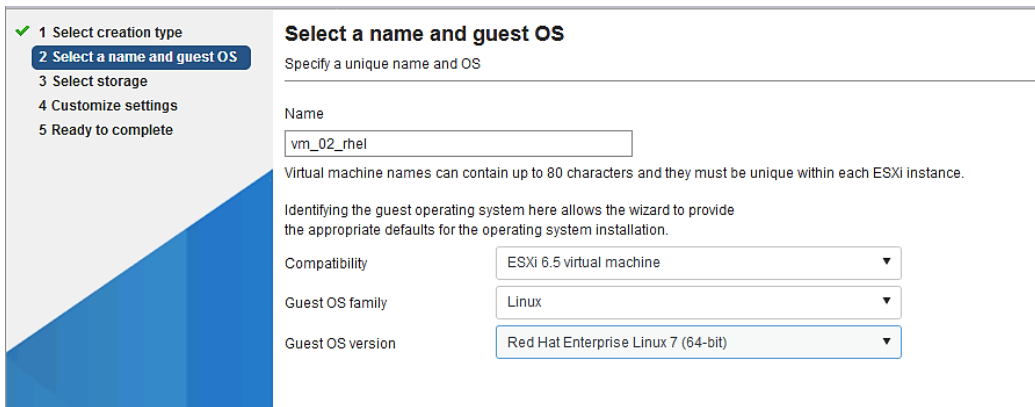 1 Select creation type
2 Select a name and guest OS
3 Select storage
4 Customize settings
5 Ready to complete
Select a name and guest OS
Specify a unique name and OS
Name
vm_02_rhel
Virtual machine names can contain up to 80 characters and they must be unique within each ESXi instance.
Identifying the guest operating system here allows the wizard to provide
the appropriate defaults for the operating system installation.
Compatibility ESXi 6.5 virtual machine
Guest OS family Linux
Guest OS version Red Hat Enterprise Linux 7 (64-bit)